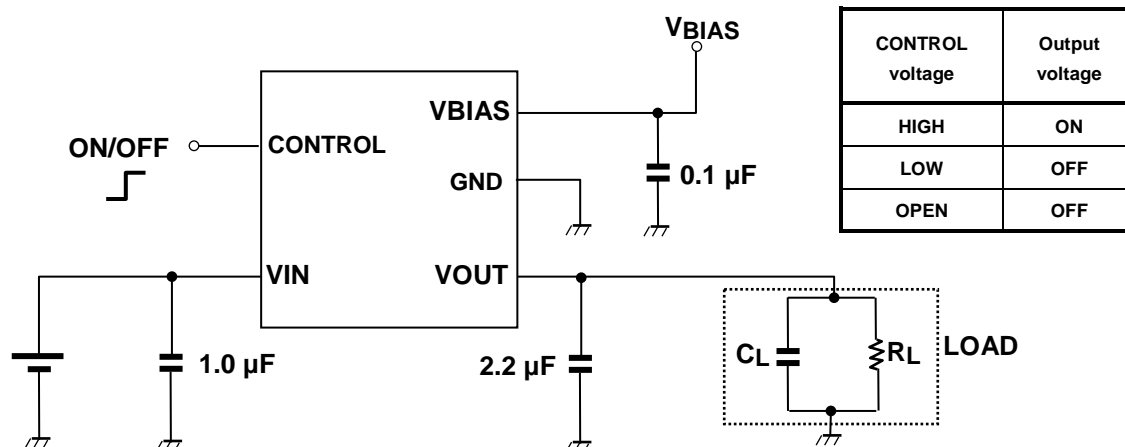 VBIAS
ON/OFF
CONTROL
VBIAS
GND
VIN
VOUT
0.1 µF
1.0 µF
2.2 µF
CL
RL
LOAD
CONTROL voltage
Output voltage
HIGH
ON
LOW
OFF
OPEN
OFF